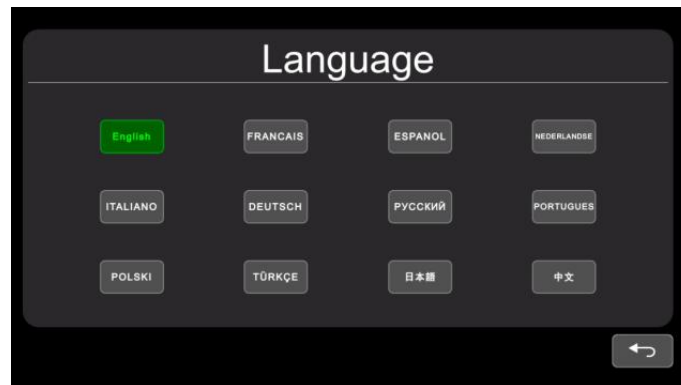 Language
English FRANCAIS ESPANOL NEDERLANDSE
ITALIANO DEUTSCH РУССКИЙ PORTUGUES
POLSKI TÜRKÇE 日本語 中文